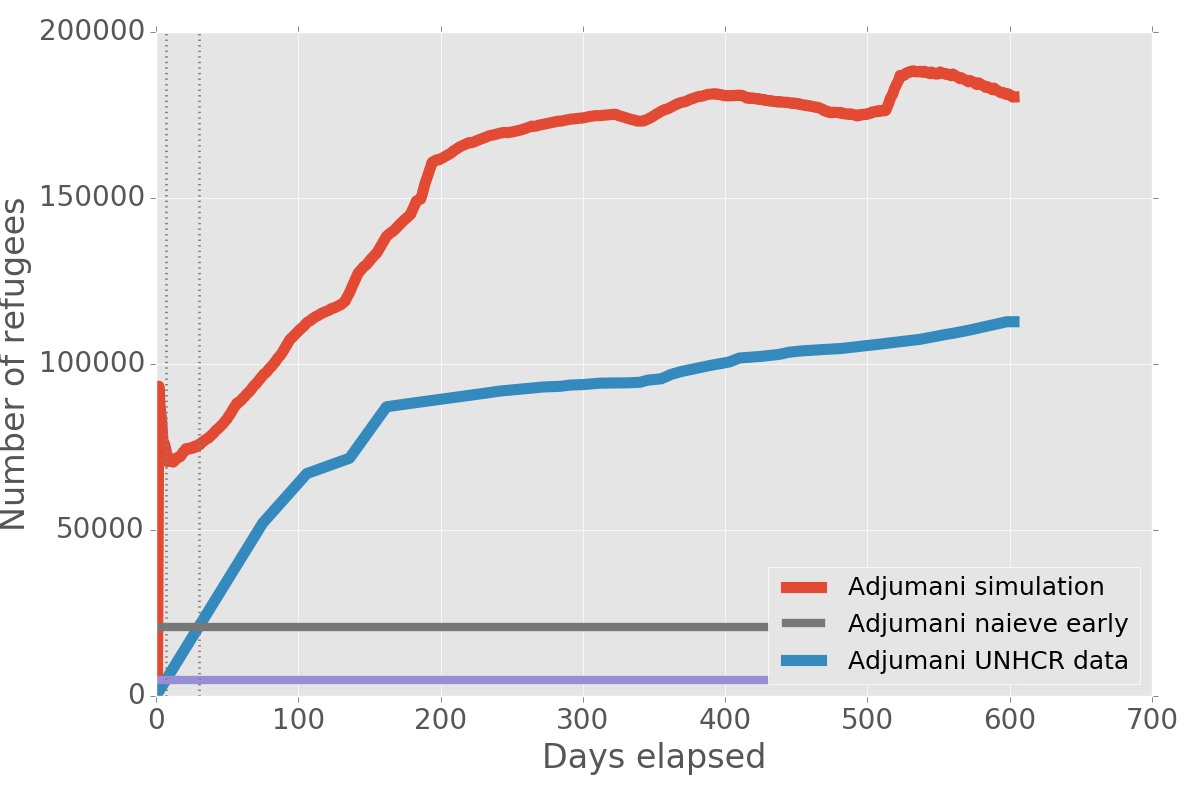 200000
150000
100000
50000
0
Number of refugees
0 100 200 300 400 500 600 700
Days elapsed
Adjumani simulation
Adjumani naieve early
Adjumani UNHCR data